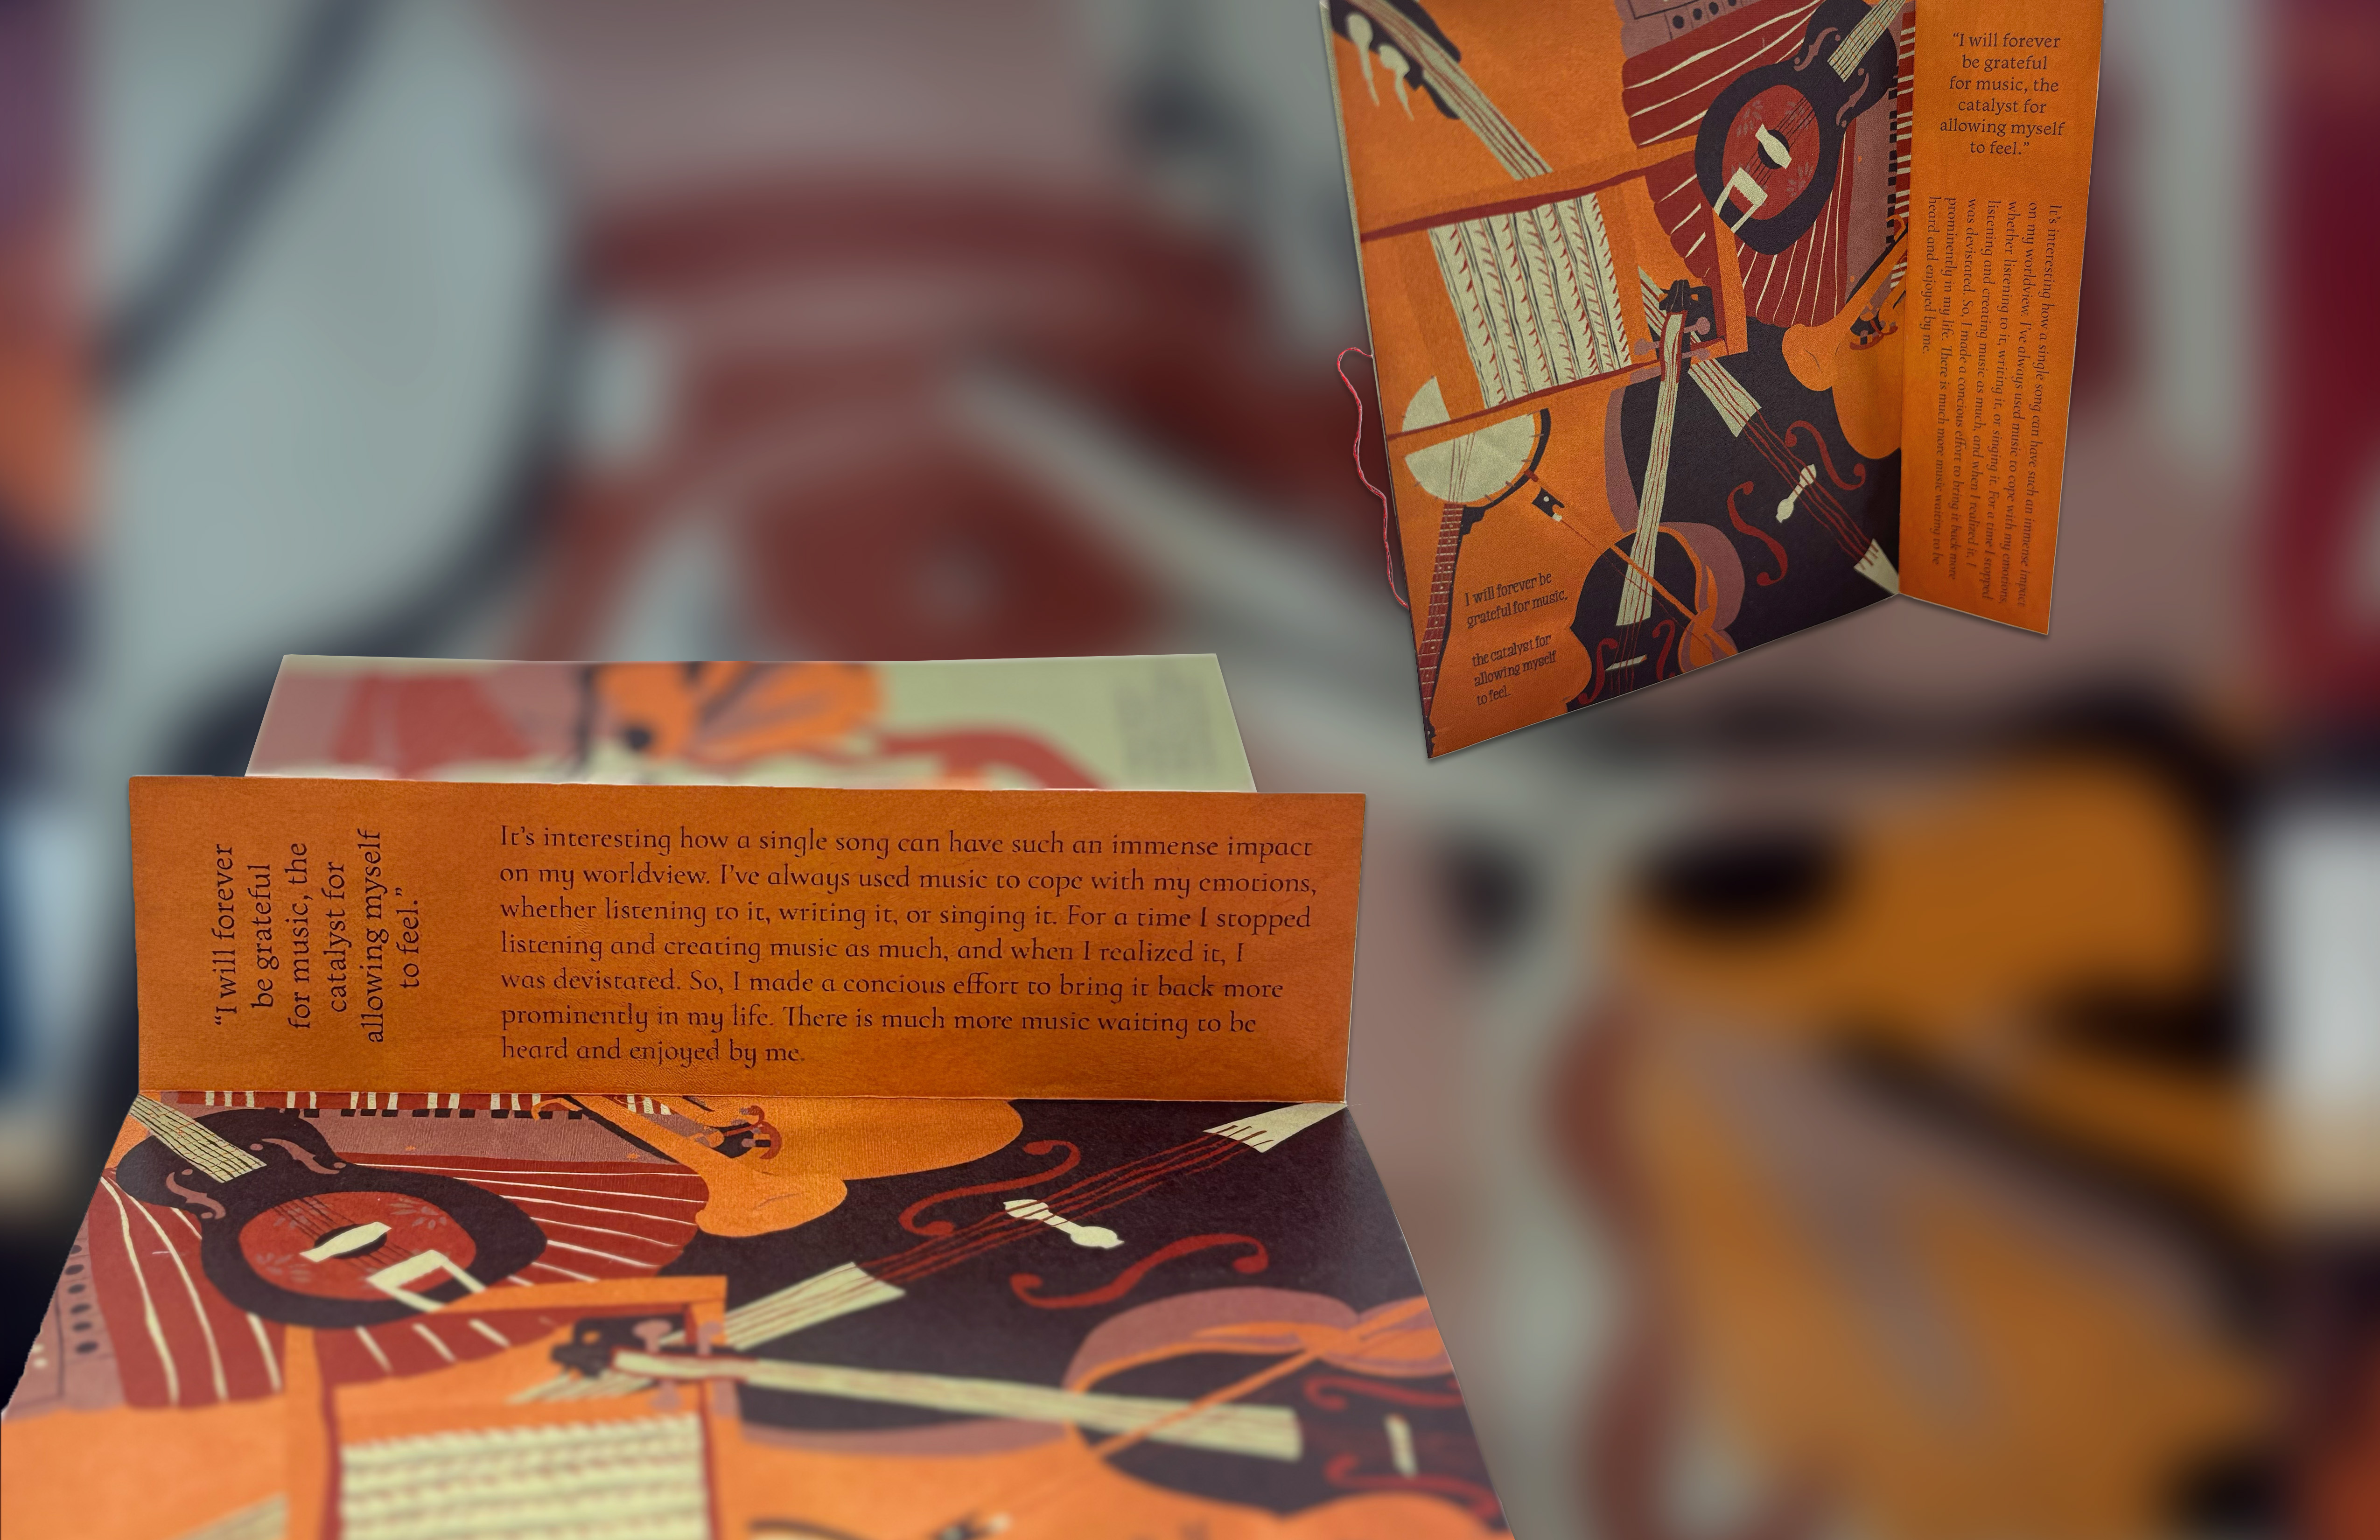 “I will forever
be grateful
for music, the
catalyst for
allowing myself
to feel.”
It’s interesting how a single song can have such an immense impact
on my worldview. I’ve always used music to cope with my emotions,
whether listening to it, writing it, or singing it. For a time I stopped
listening and creating music as much, and when I realized it, I
was devistated. So, I made a concious effort to bring it back more
prominently in my life. There is much more music waiting to be
heard and enjoyed by me.
I will forever be
grateful for music,
the catalyst for
allowing myself
to feel.
“I will forever
be grateful
for music, the
catalyst for
allowing myself
to feel.”
It’s interesting how a single song can have such an immense impact
on my worldview. I’ve always used music to cope with my emotions,
whether listening to it, writing it, or singing it. For a time I stopped
listening and creating music as much, and when I realized it, I
was devistated. So, I made a concious effort to bring it back more
prominently in my life. There is much more music waiting to be
heard and enjoyed by me.